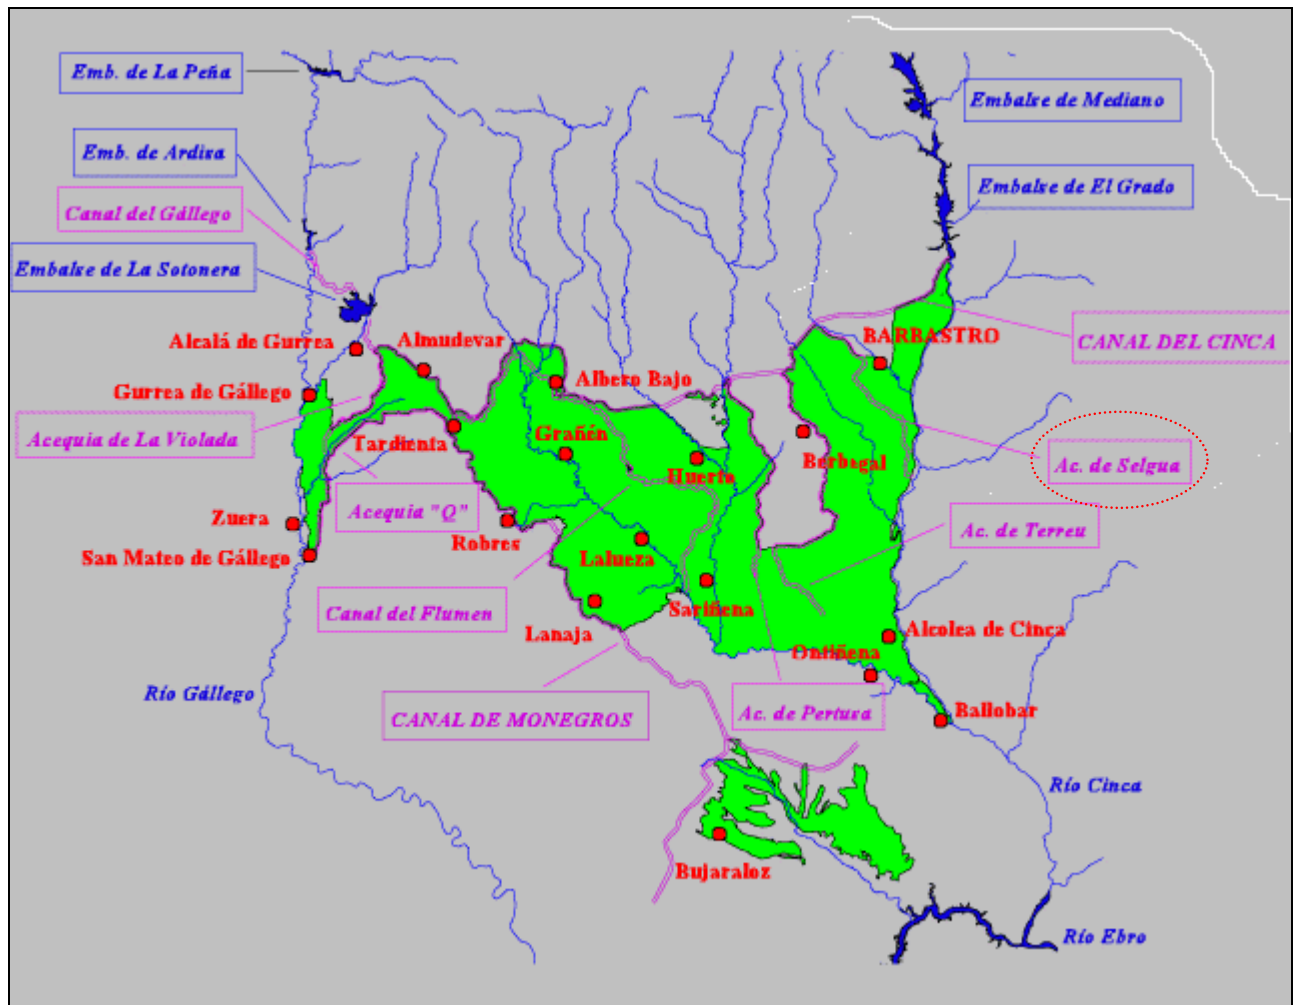 Emb. de La Peña
Embalse de Mediano
Emb. de Ardisa
Embalse de El Grado
Canal del Gállego
Embalse de La Sotonera
Alcalá de Gurrea
Almudevar
BARBASTRO
CANAL DEL CINCA
Gurrea de Gállego
Albero Bajo
Acequia de La Violada
Tardienta
Grañén
Huerto
Berbegal
Ac. de Selgua
Zuera
Acequia "Q"
Robres
Ac. de Terreu
San Mateo de Gállego
Lalueza
Canal del Flumen
Sariñena
Lanaja
Alcolea de Cinca
Ontiñena
Río Gállego
CANAL DE MONEGROS
Ac. de Pertusa
Ballobar
Río Cinca
Bujaraloz
Río Ebro